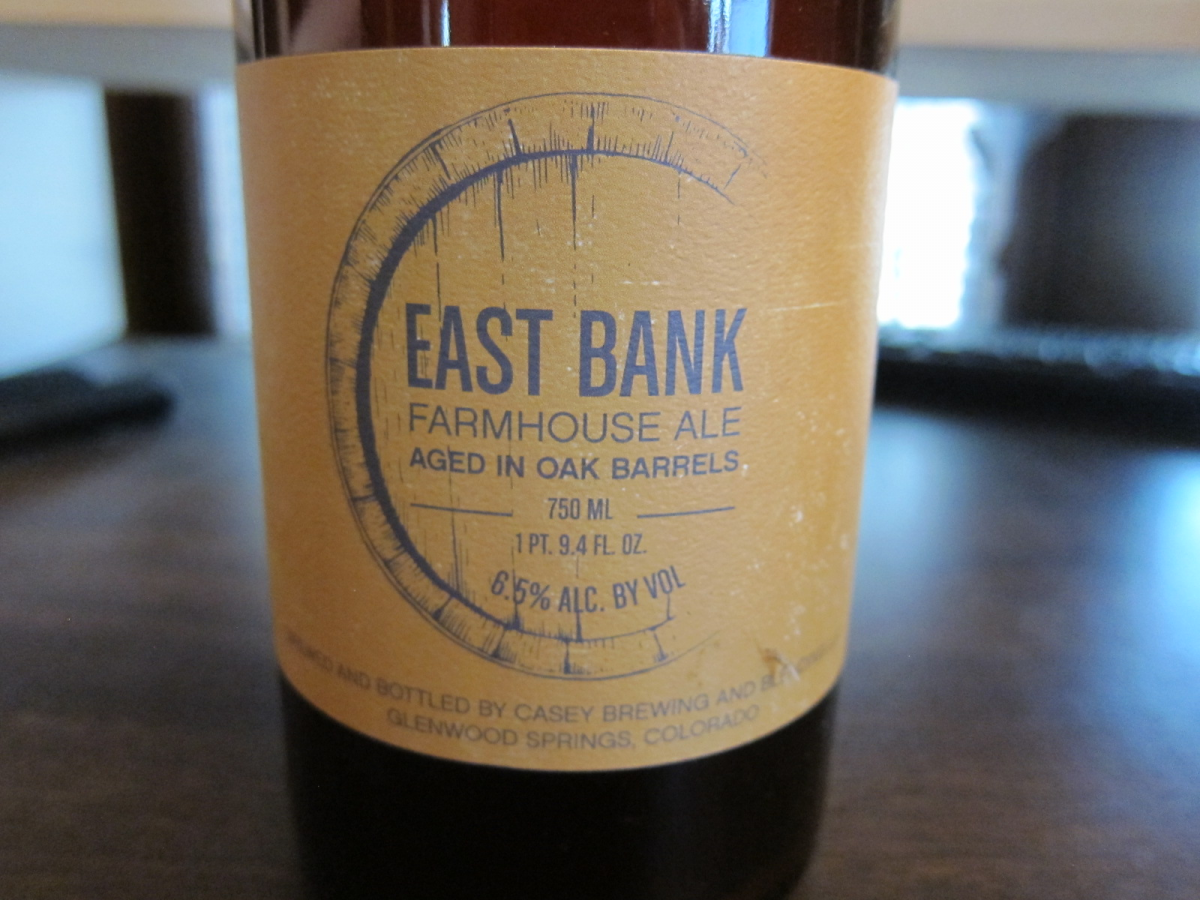 EAST BANK
FARMHOUSE ALE
AGED IN OAK BARRELS
750 ML
1 PT. 9.4 FL. OZ.
6.5% ALC. BY VOL
AND BOTTLED BY CASEY BREWING AND
GLENWOOD SPRINGS, COLORADO